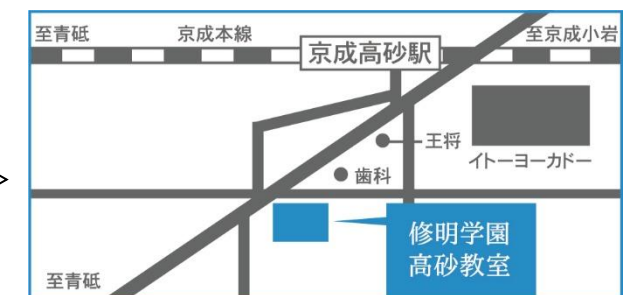 至青砥
京成本線
京成高砂駅
至京成小岩
王将
イトーヨーカドー
歯科
修明学園
高砂教室
至青砥